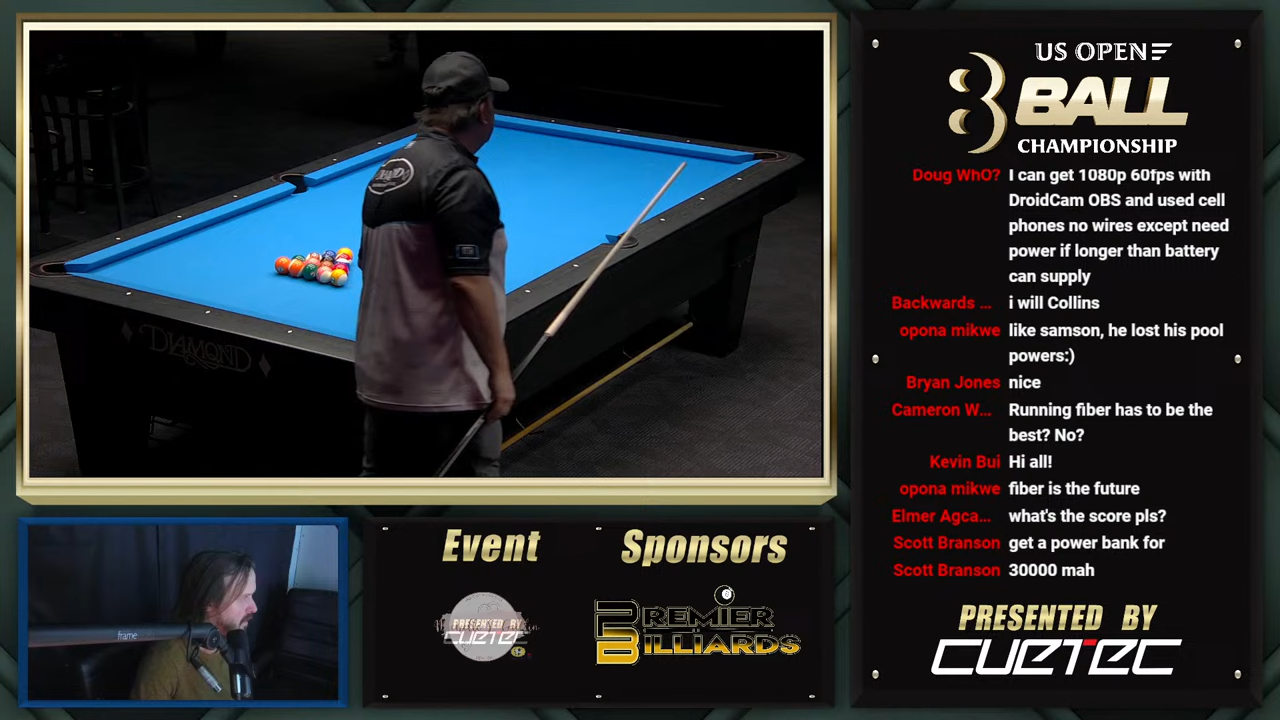 US OPEN
8 BALL
CHAMPIONSHIP
Doug WhO? I can get 1080p 60fps with
DroidCam OBS and used cell
phones no wires except need
power if longer than battery
can supply
Backwards ... i will Collins
opona mikwe like samson, he lost his pool
powers:)
Bryan Jones nice
Cameron W... Running fiber has to be the
best? No?
Kevin Bui Hi all!
opona mikwe fiber is the future
Elmer Agca... what's the score pls?
Scott Branson get a power bank for
Scott Branson 30000 mah
PRESENTED BY
CUETEC
DIAMOND
frame
Event Sponsors
PRESENTED BY
CUETEC
PREMIER
BILLIARDS